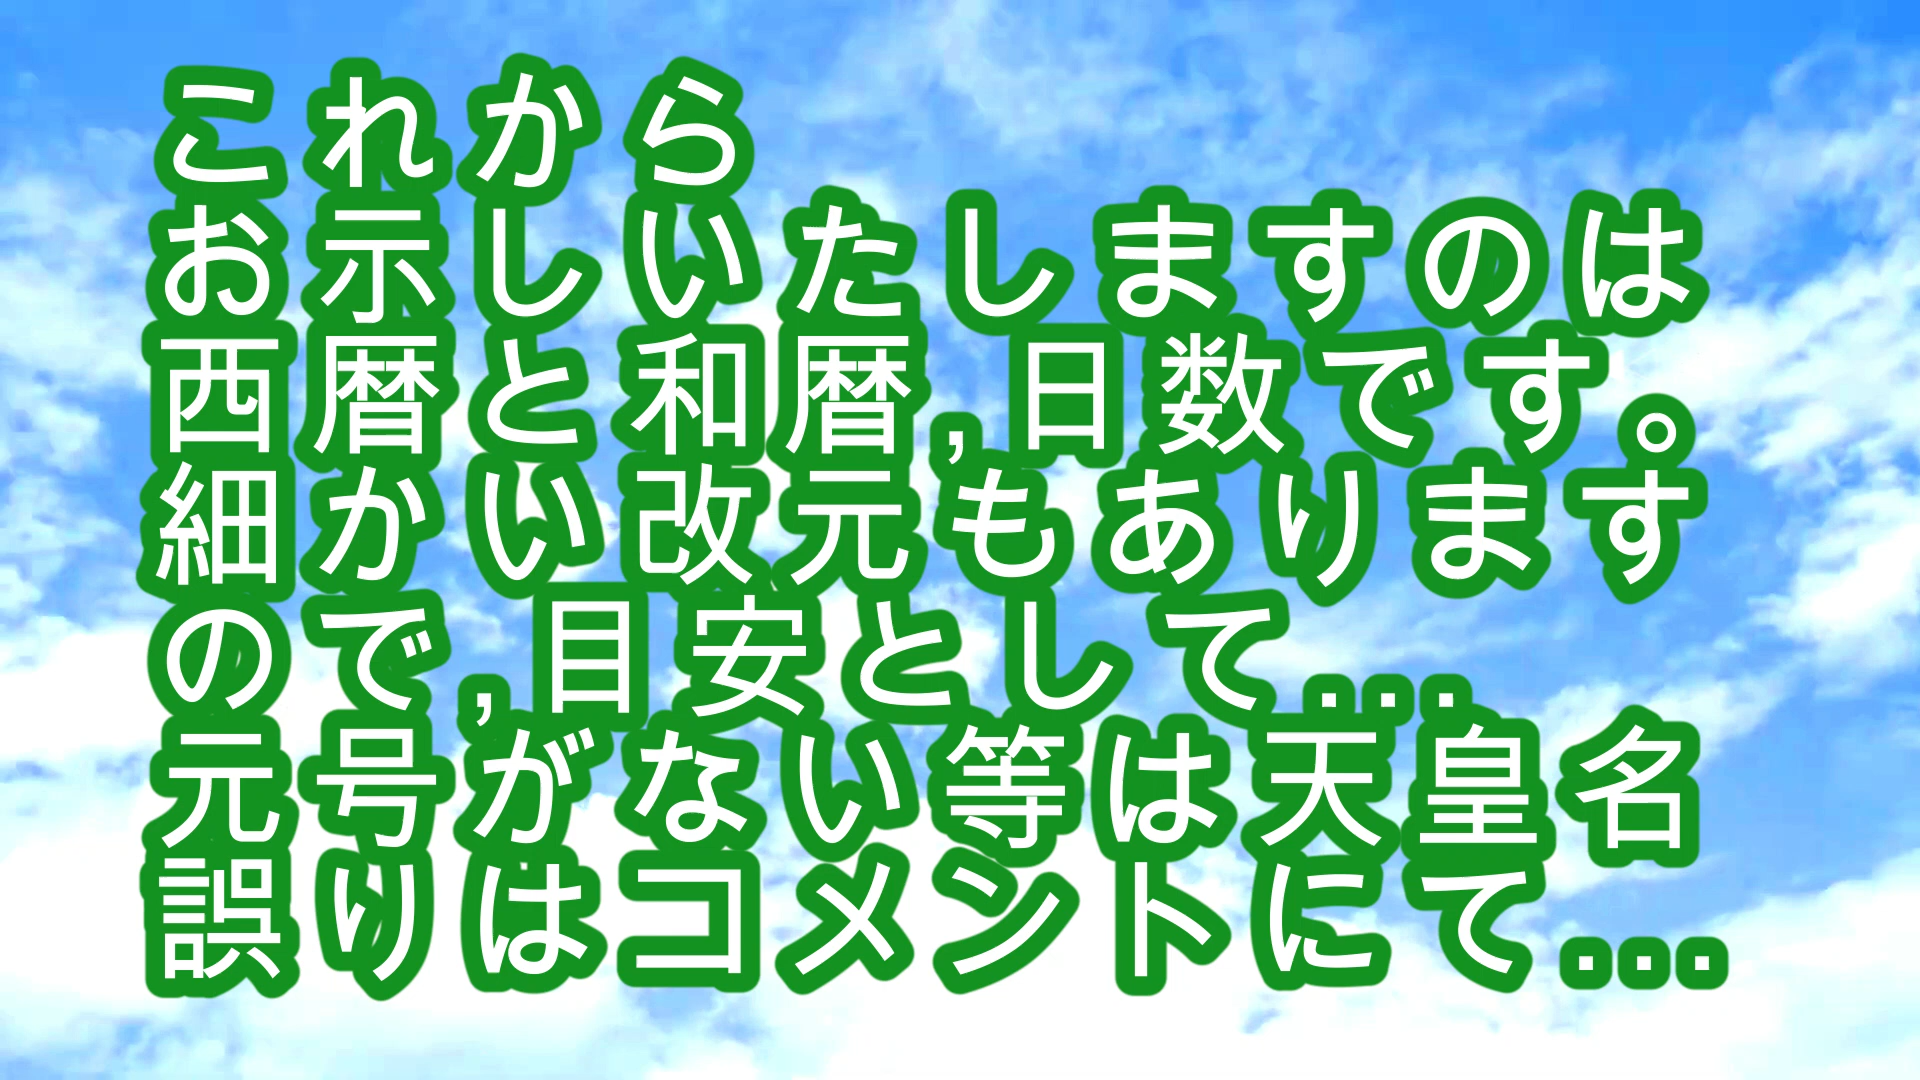 これから
お示しいたしますのは
西暦と和暦,日数です。
細かい改元もあります
ので,目安として...
元号がない等は天皇名
誤りはコメントにて...